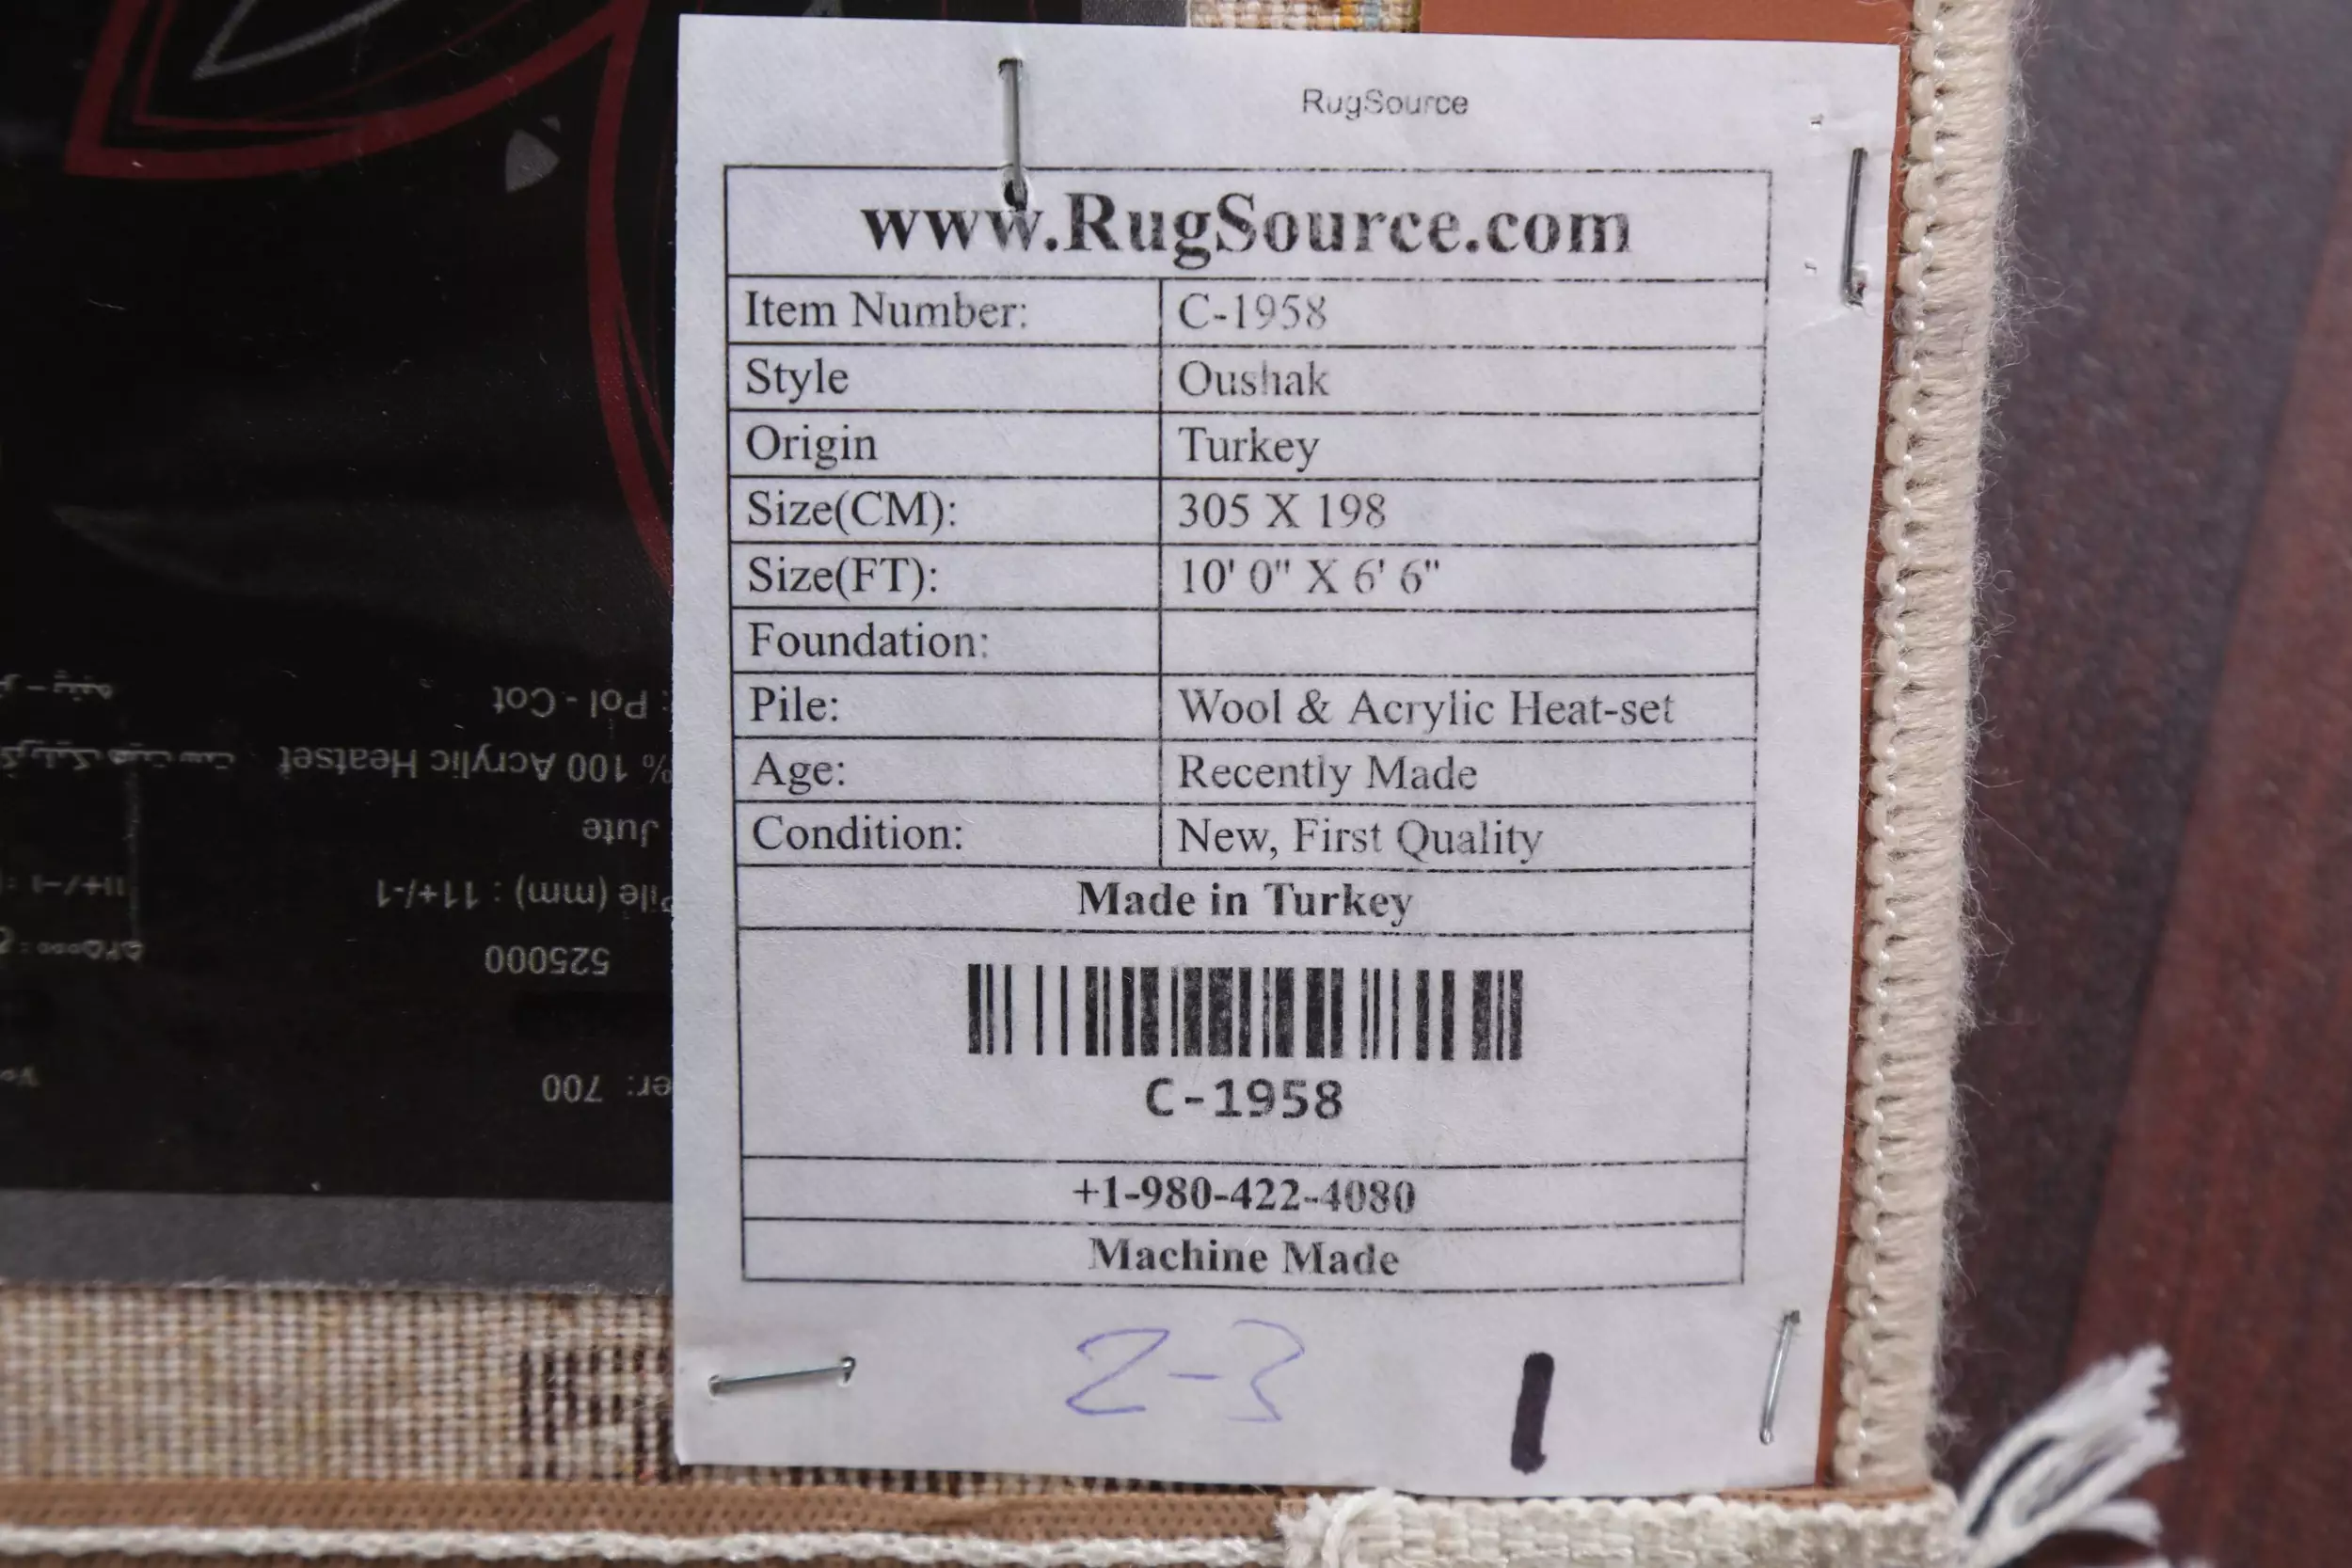 RugSource
www.RugSource.com
Item Number: C-1958
Style Oushak
Origin Turkey
Size(CM): 305 X 198
Size(FT): 10' 0" X 6' 6"
Foundation:
Pile: Wool & Acrylic Heat-set
Age: Recently Made
Condition: New, First Quality
Made in Turkey
C-1958
+1-980-422-4080
Machine Made
2-3
700
525000
Pile (mm) : 11+/-1
Jute
% 100 Acrylic Heatset
: Pol - Cot